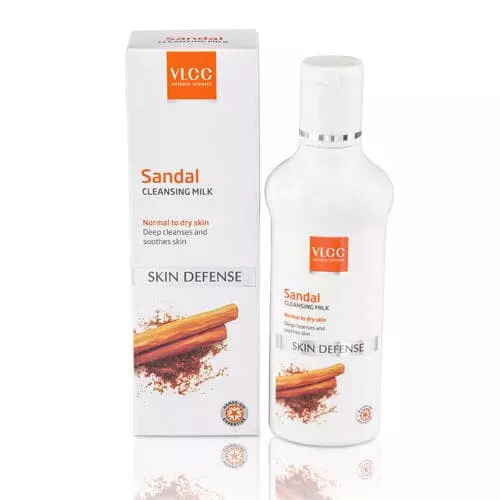 VLCC
Sandal
CLEANSING MILK
Normal to dry skin
Deep cleanses and
soothes skin
SKIN DEFENSE
VLCC
Sandal
CLEANSING MILK
Normal to dry skin
Deep cleanses and
soothes skin
SKIN DEFENSE